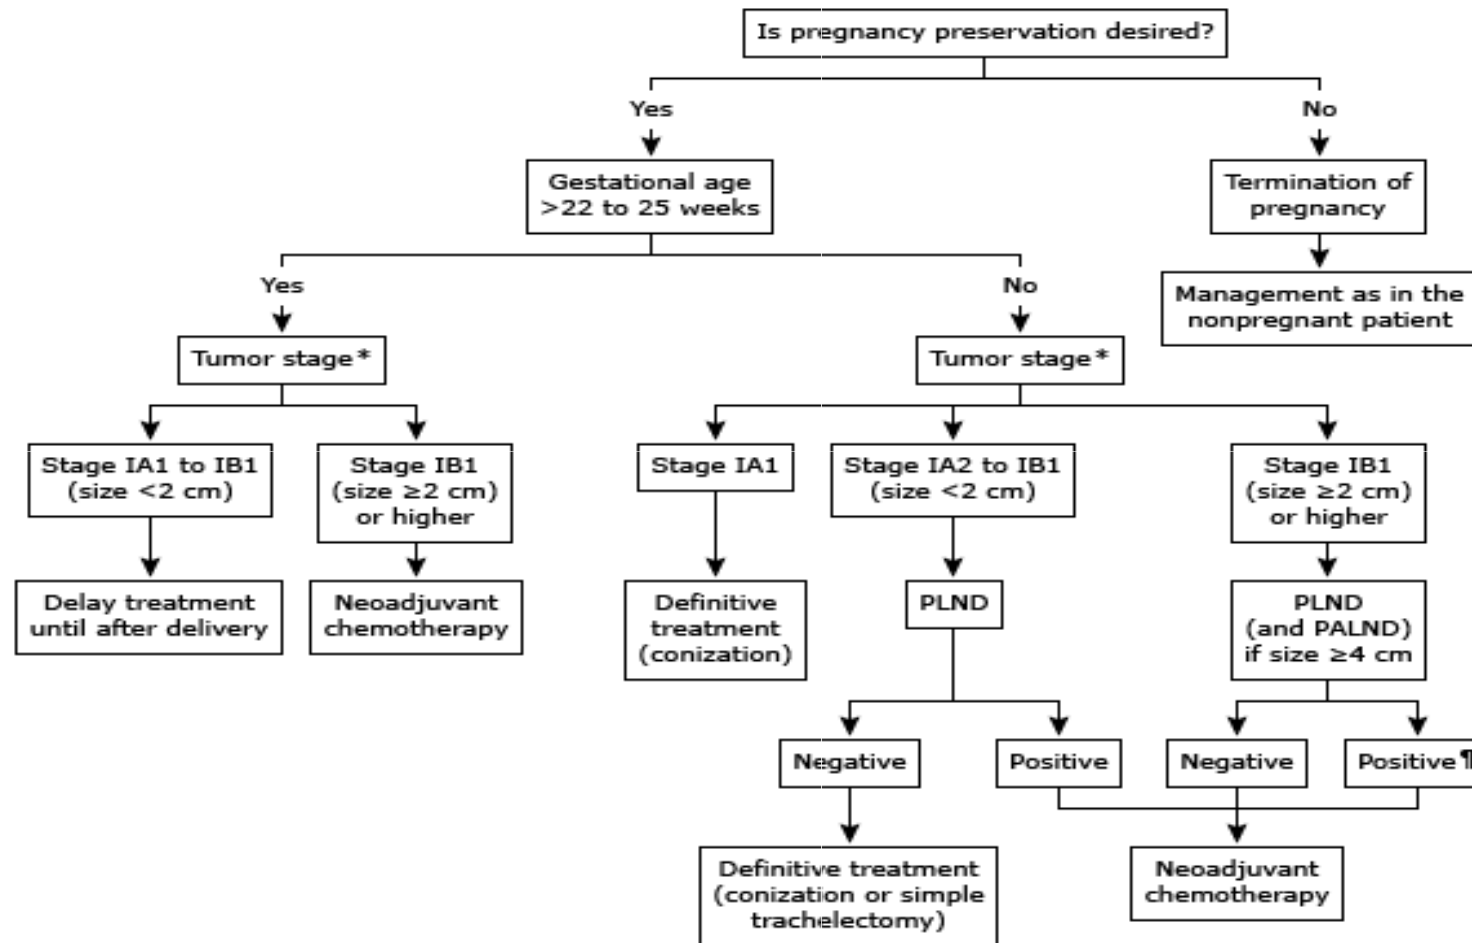 Is pregnancy preservation desired?
Yes
No
Gestational age
>22 to 25 weeks
Termination of
pregnancy
Yes
No
Management as in the
nonpregnant patient
Tumor stage*
Tumor stage*
Stage IA1 to IB1
(size <2 cm)
Stage IB1
(size ≥2 cm)
or higher
Stage IA1
Stage IA2 to IB1
(size <2 cm)
Stage IB1
(size ≥2 cm)
or higher
Delay treatment
until after delivery
Neoadjuvant
chemotherapy
Definitive
treatment
(conization)
PLND
PLND
(and PALND)
if size ≥4 cm
Negative
Positive
Negative
Positive¶
Definitive treatment
(conization or simple
trachelectomy)
Neoadjuvant
chemotherapy